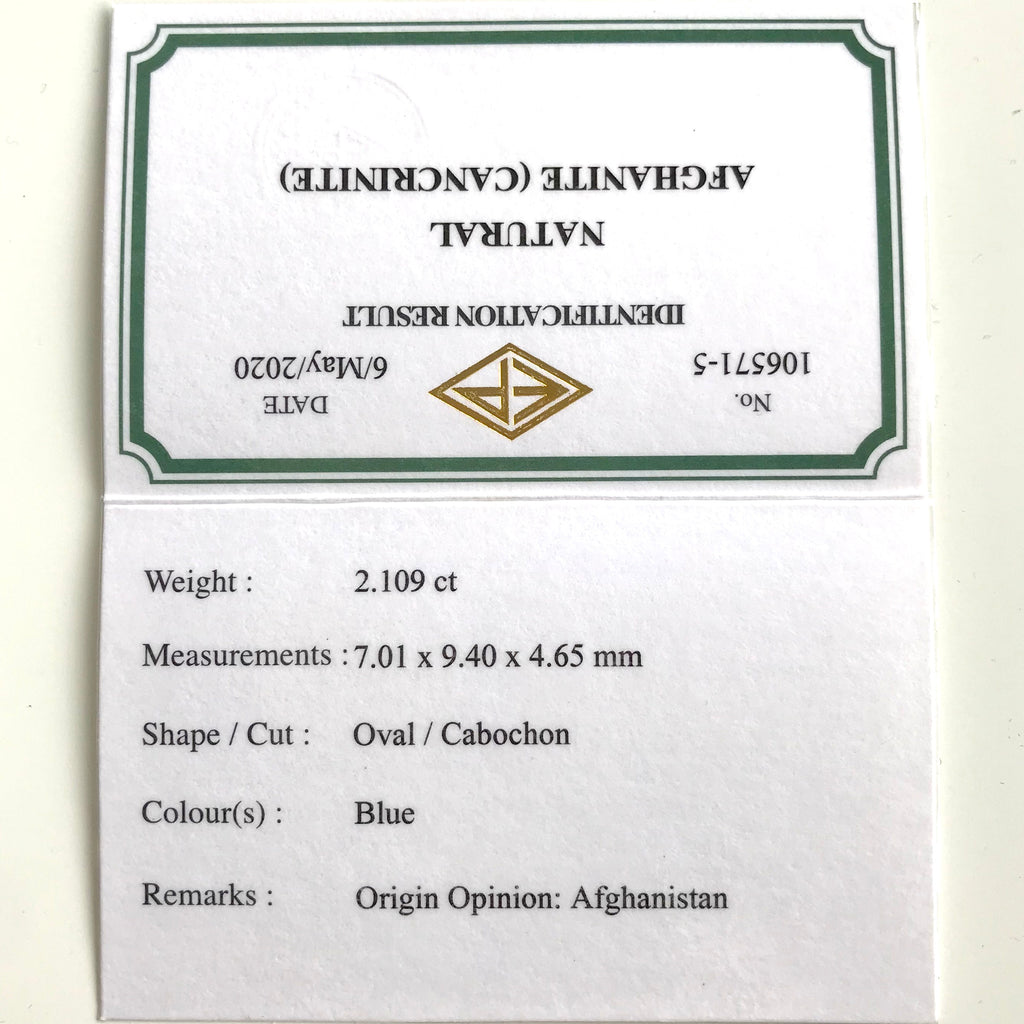 No.
106571-5
DATE
6/May/2020
IDENTIFICATION RESULT
NATURAL
AFGHANITE (CANCRINITE)
Weight : 2.109 ct
Measurements : 7.01 x 9.40 x 4.65 mm
Shape / Cut : Oval / Cabochon
Colour(s) : Blue
Remarks : Origin Opinion: Afghanistan